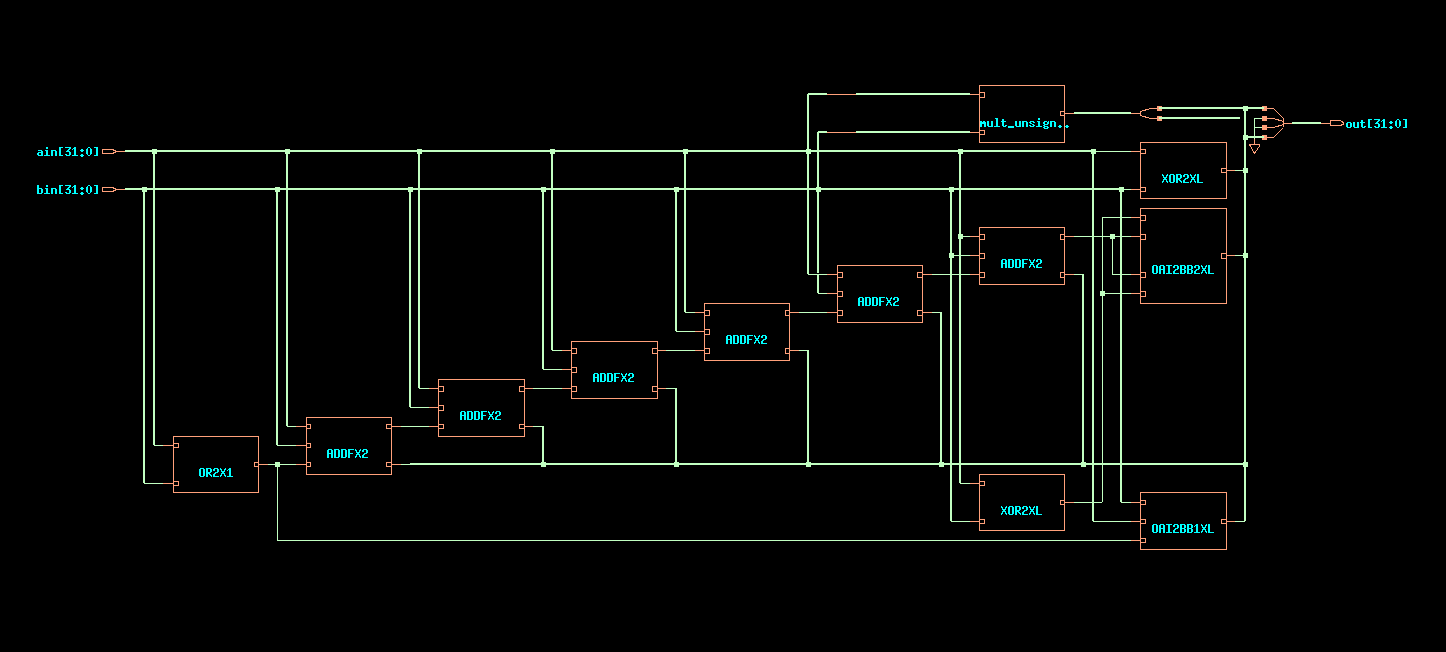 mult_unsign..
out[31:0]
ain[31:0]
XOR2XL
bin[31:0]
ADDFX2
OAI2BB2XL
ADDFX2
ADDFX2
ADDFX2
ADDFX2
ADDFX2
OR2X1
XOR2XL
OAI2BB1XL